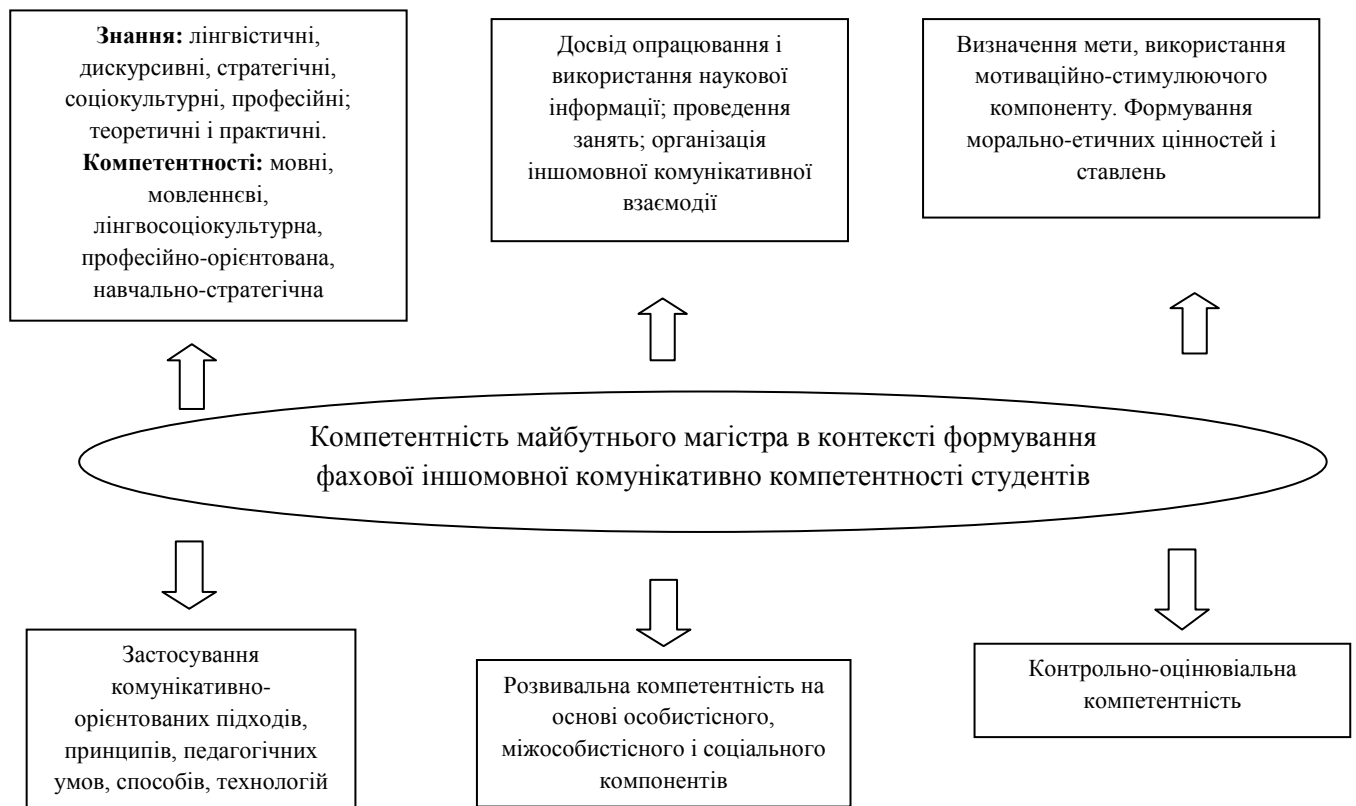 Знання: лінгвістичні,
дискурсивні, стратегічні,
соціокультурні, професійні;
теоретичні і практичні.
Компетентності: мовні,
мовленнєві,
лінгвосоціокультурна,
професійно-орієнтована,
навчально-стратегічна
Досвід опрацювання і
використання наукової
інформації; проведення
занять; організація
іншомовної комунікативної
взаємодії
Визначення мети, використання
мотиваційно-стимулюючого
компоненту. Формування
морально-етичних цінностей і
ставлень
Компетентність майбутнього магістра в контексті формування
фахової іншомовної комунікативно компетентності студентів
Застосування
комунікативно-
орієнтованих підходів,
принципів, педагогічних
умов, способів, технологій
Розвивальна компетентність на
основі особистісного,
міжособистісного і соціального
компонентів
Контрольно-оцінювіальна
компетентність